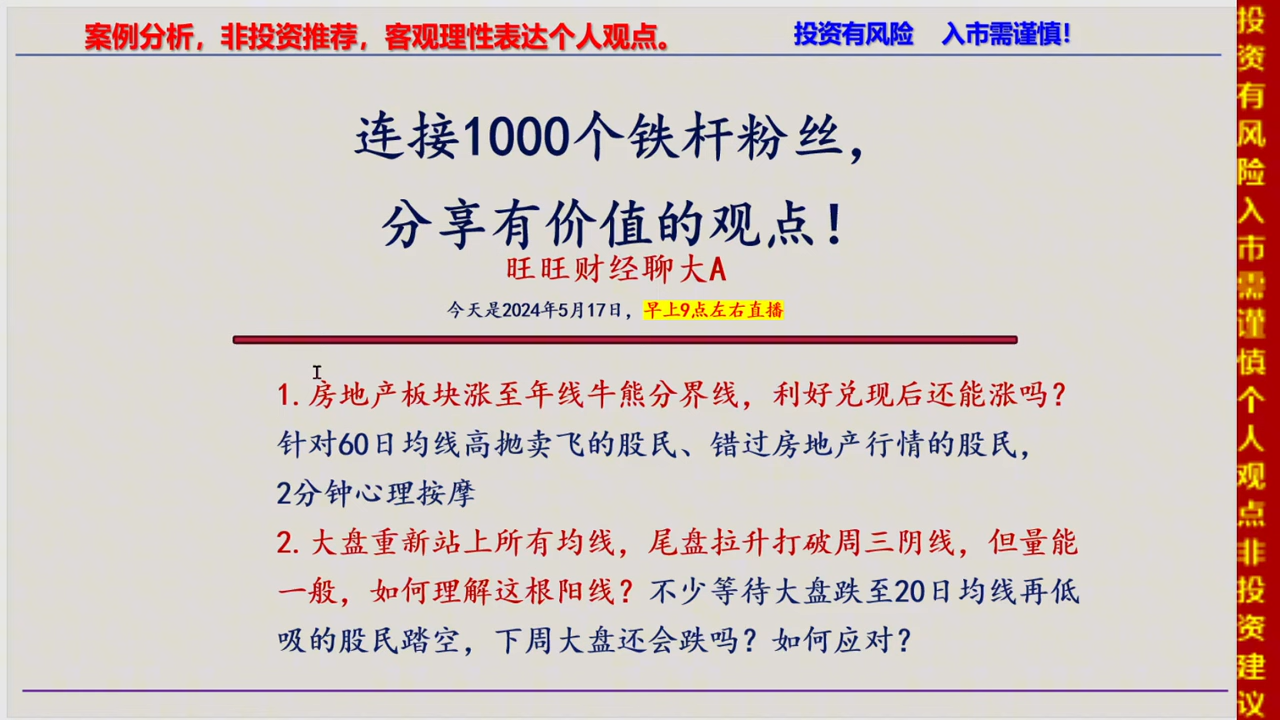 案例分析，非投资推荐，客观理性表达个人观点。
投资有风险　入市需谨慎！
连接1000个铁杆粉丝，
分享有价值的观点！
旺旺财经聊大A
今天是2024年5月17日，早上9点左右直播
1.房地产板块涨至年线牛熊分界线，利好兑现后还能涨吗？
针对60日均线高抛卖飞的股民、错过房地产行情的股民，
2分钟心理按摩
2.大盘重新站上所有均线，尾盘拉升打破周三阴线，但量能
一般，如何理解这根阳线？不少等待大盘跌至20日均线再低
吸的股民踏空，下周大盘还会跌吗？如何应对？
投资有风险入市需谨慎个人观点非投资建议